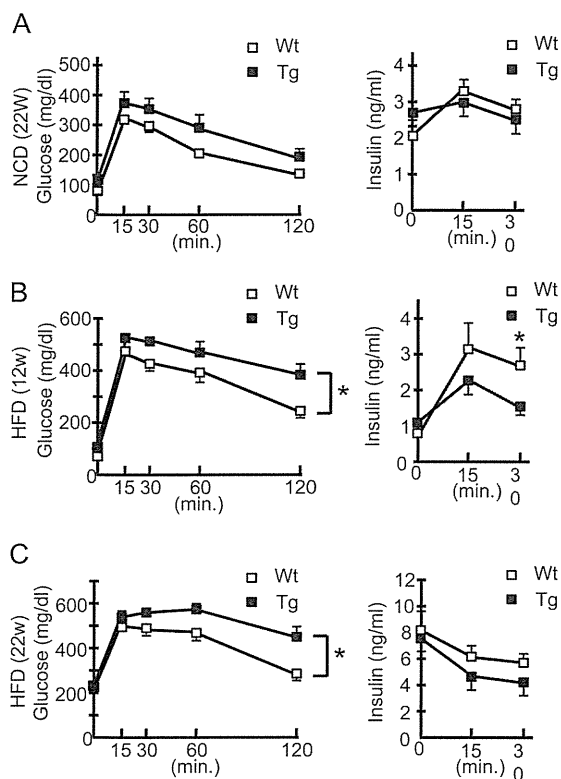 A
Wt
Tg
NCD (22W)
Glucose (mg/dl)
500
400
300
200
100
0
15 30 60 120
(min.)
Wt
Tg
Insulin (ng/ml)
4
3
2
1
0
0 15 3
0
(min.)
B
Wt
Tg
HFD (12w)
Glucose (mg/dl)
600
400
200
0
15 30 60 120
(min.)
*
Wt
Tg
Insulin (ng/ml)
4
3
2
1
0
*
0 15 3
0
(min.)
C
Wt
Tg
HFD (22w)
Glucose (mg/dl)
600
400
200
0
15 30 60 120
(min.)
*
Wt
Tg
Insulin (ng/ml)
12
10
8
6
4
2
0
0 15 3
0
(min.)